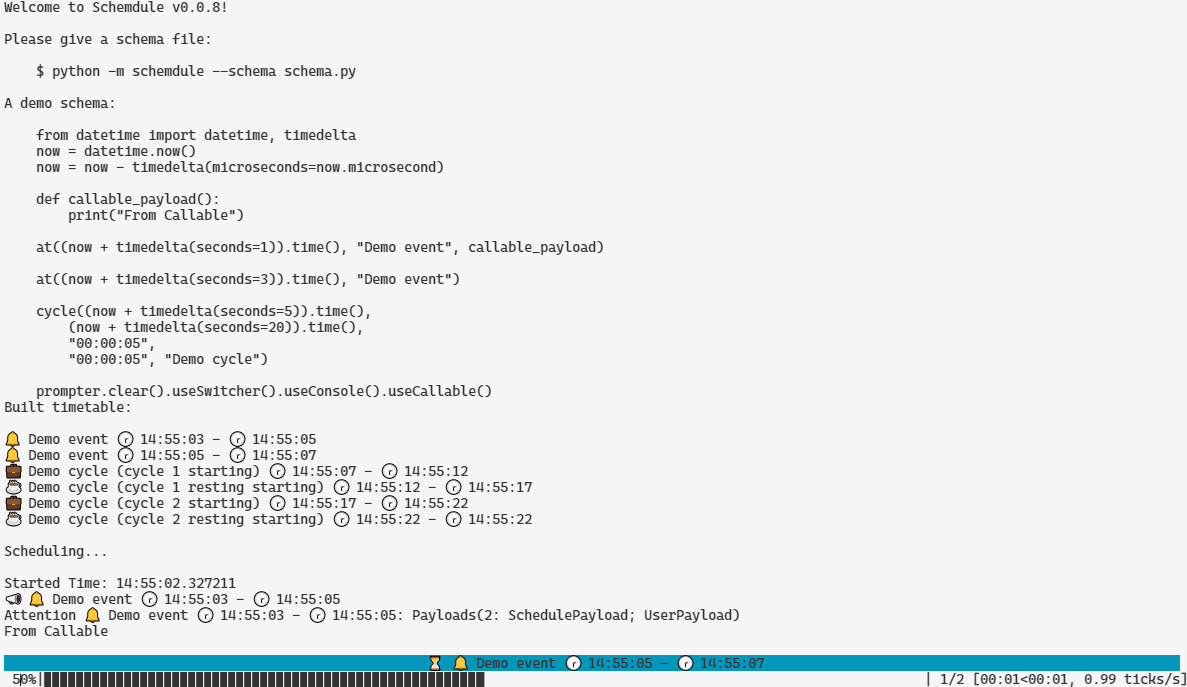 Welcome to Schemdule v0.0.8!
Please give a schema file:
$ python -m schemdule --schema schema.py
A demo schema:
from datetime import datetime, timedelta
now = datetime.now()
now = now - timedelta(microseconds=now.microsecond)
def callable_payload():
print("From Callable")
at((now + timedelta(seconds=1)).time(), "Demo event", callable_payload)
at((now + timedelta(seconds=3)).time(), "Demo event")
cycle((now + timedelta(seconds=5)).time(),
(now + timedelta(seconds=20)).time(),
"00:00:05",
"00:00:05", "Demo cycle")
prompter.clear().useSwitcher().useConsole().useCallable()
Built timetable:
🔔 Demo event 🕝 14:55:03 - 🕝 14:55:05
🔔 Demo event 🕝 14:55:05 - 🕝 14:55:07
💼 Demo cycle (cycle 1 starting) 🕝 14:55:07 - 🕝 14:55:12
☕ Demo cycle (cycle 1 resting starting) 🕝 14:55:12 - 🕝 14:55:17
💼 Demo cycle (cycle 2 starting) 🕝 14:55:17 - 🕝 14:55:22
☕ Demo cycle (cycle 2 resting starting) 🕝 14:55:22 - 🕝 14:55:22
Scheduling...
Started Time: 14:55:02.327211
📢 🔔 Demo event 🕝 14:55:03 - 🕝 14:55:05
Attention 🔔 Demo event 🕝 14:55:03 - 🕝 14:55:05: Payloads(2: SchedulePayload; UserPayload)
From Callable
⏳ 🔔 Demo event 🕝 14:55:05 - 🕝 14:55:07
50%| | 1/2 [00:01<00:01, 0.99 ticks/s]